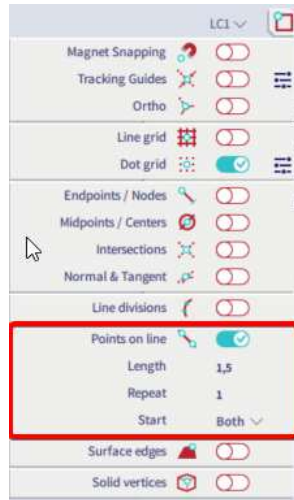 LC1
Magnet Snapping
Tracking Guides
Ortho
Line grid
Dot grid
Endpoints / Nodes
Midpoints / Centers
Intersections
Normal & Tangent
Line divisions
Points on line
Length 1,5
Repeat 1
Start Both
Surface edges
Solid vertices